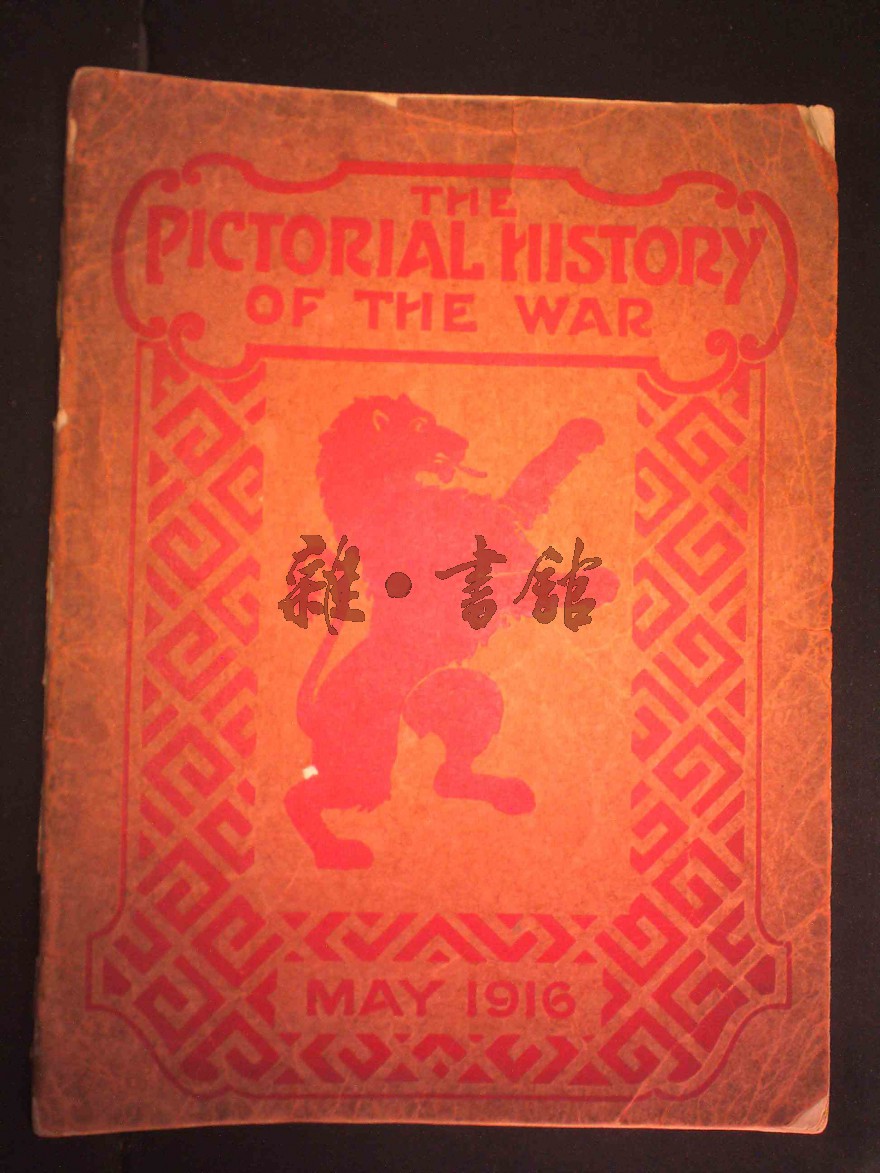 THE
PICTORIAL HISTORY
OF THE WAR
雜·書館
MAY 1916